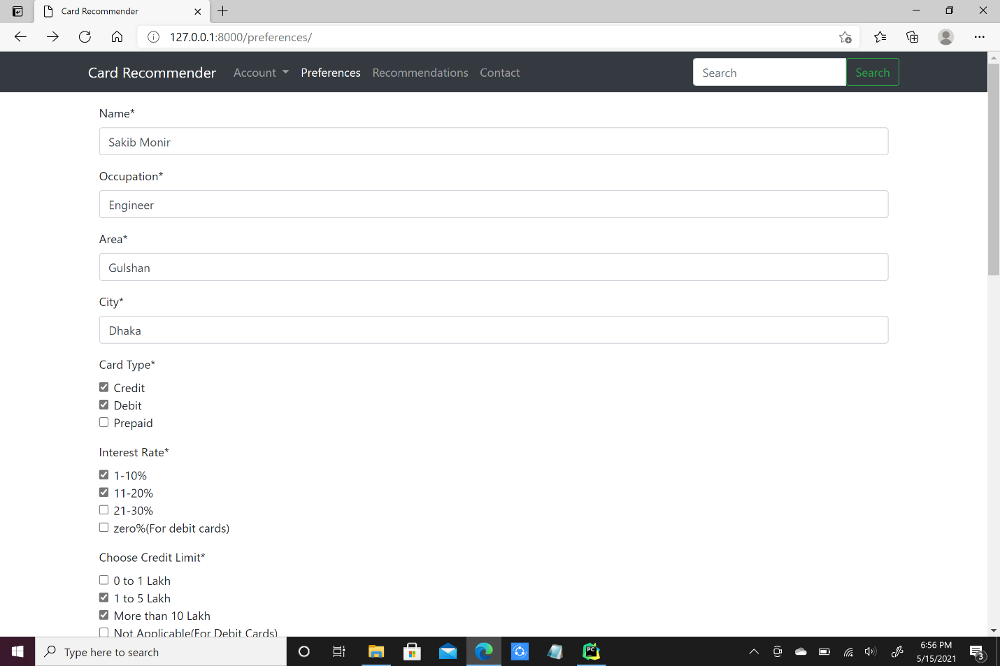 Card Recommender
127.0.0.1:8000/preferences/
Card Recommender Account Preferences Recommendations Contact Search Search
Name*
Sakib Monir
Occupation*
Engineer
Area*
Gulshan
City*
Dhaka
Card Type*
Credit
Debit
Prepaid
Interest Rate*
1-10%
11-20%
21-30%
zero%(For debit cards)
Choose Credit Limit*
0 to 1 Lakh
1 to 5 Lakh
More than 10 Lakh
Not Applicable(For Debit Cards)
Type here to search
PC
6:56 PM
5/15/2021
3